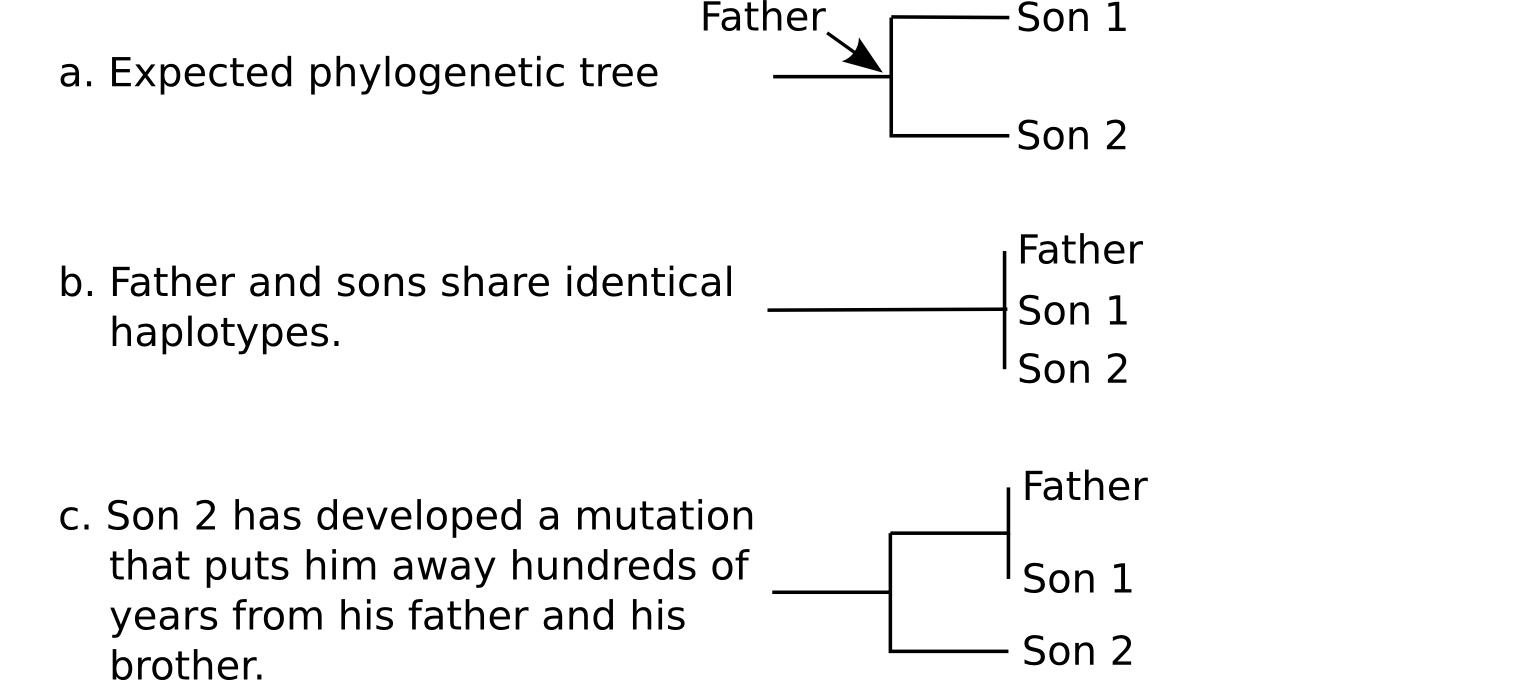 Father
Son 1
a. Expected phylogenetic tree
Son 2
Father
b. Father and sons share identical
haplotypes.
Son 1
Son 2
Father
c. Son 2 has developed a mutation
that puts him away hundreds of
years from his father and his
brother.
Son 1
Son 2